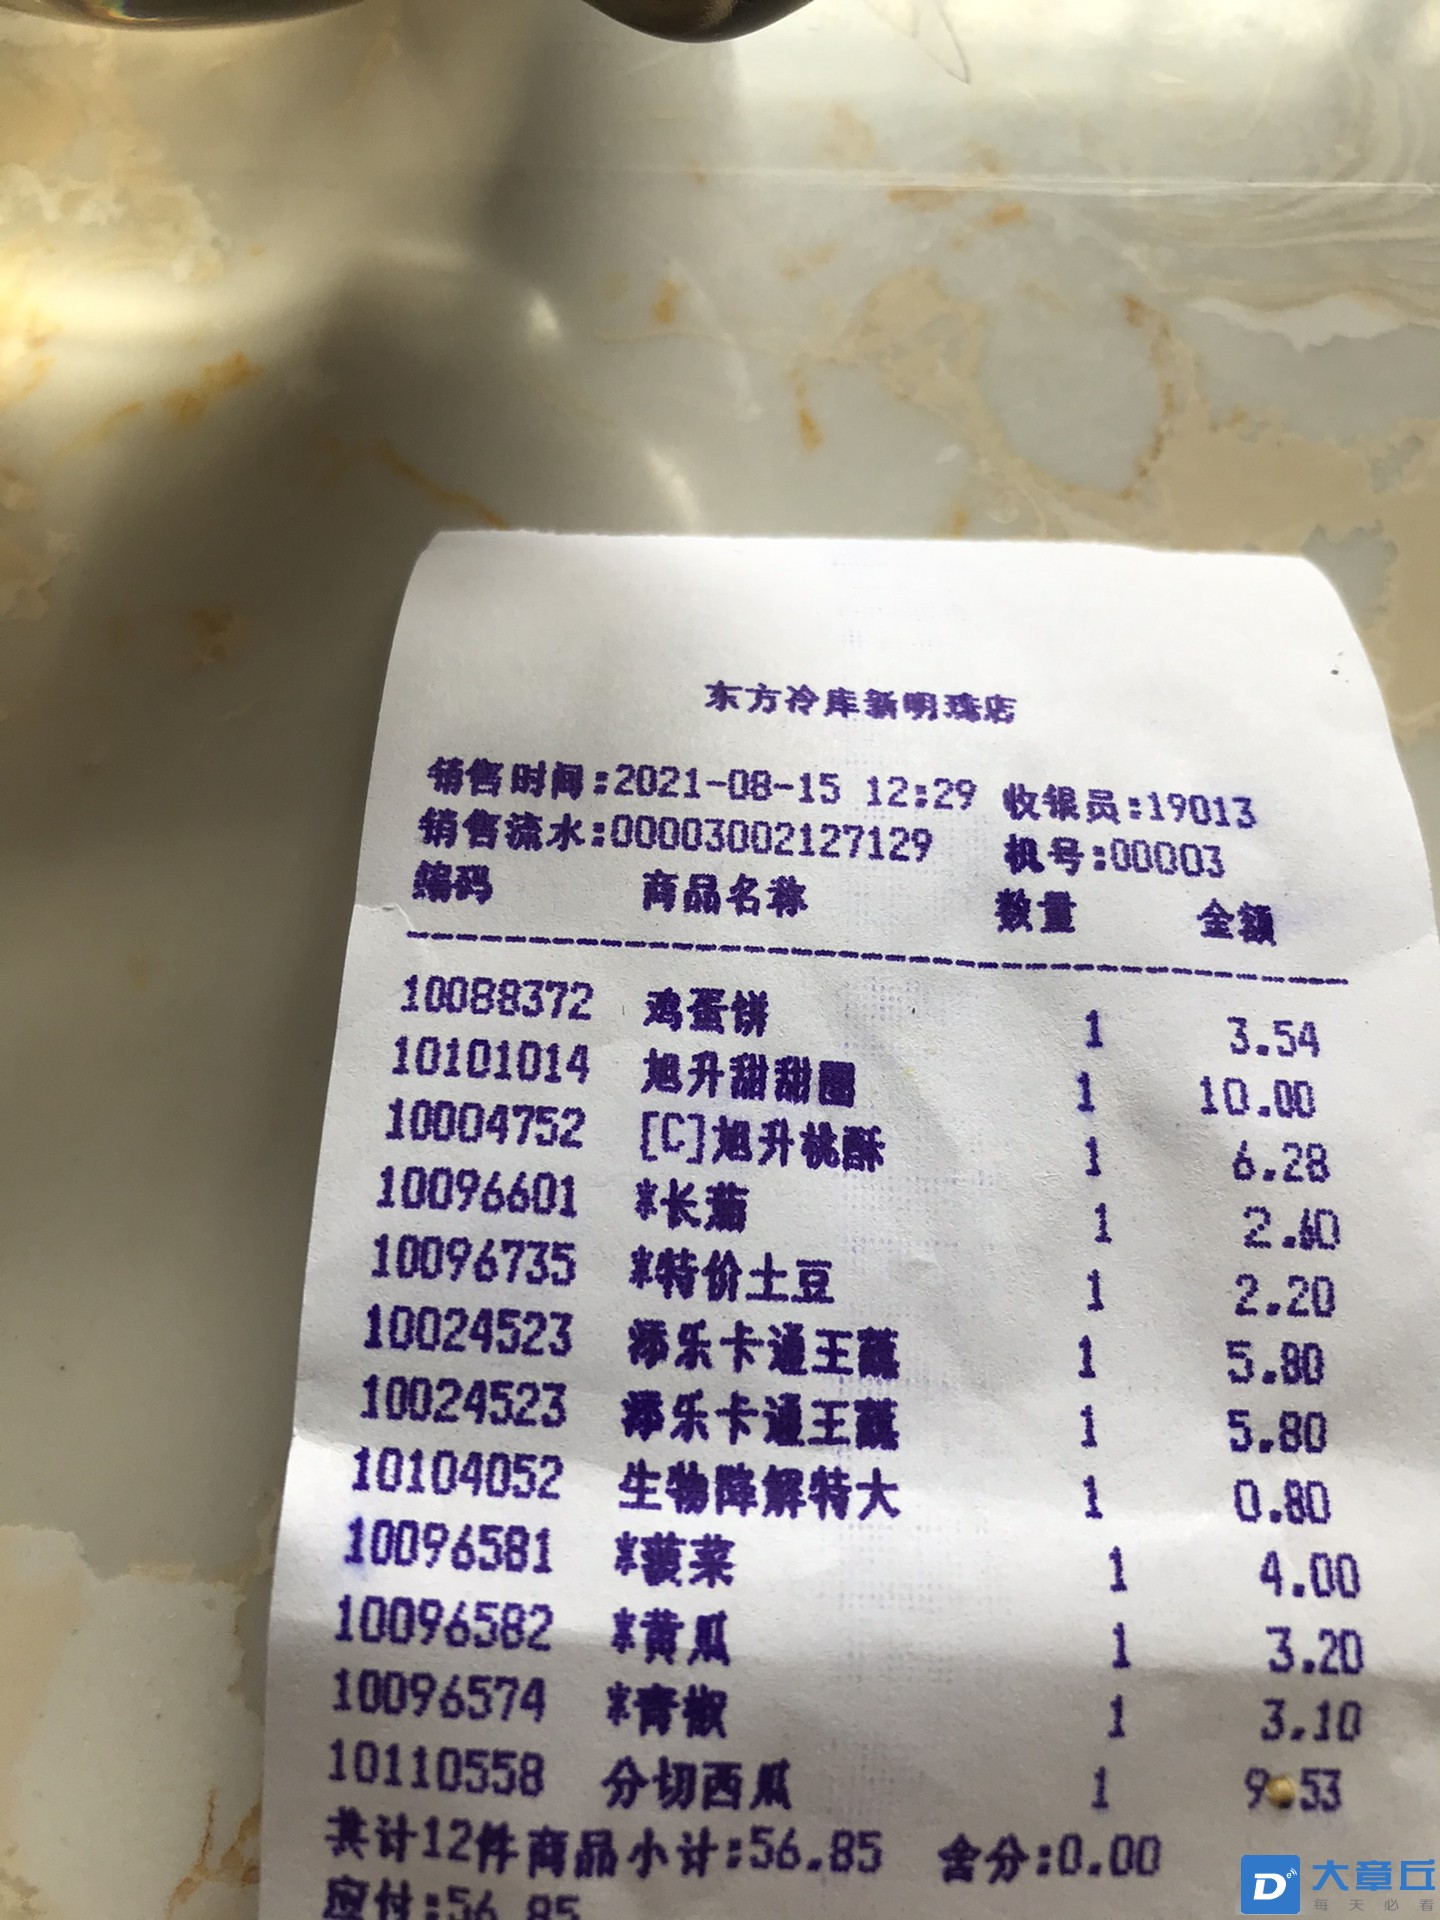 东方冷库新明珠店
销售时间:2021-08-15 12:29 收银员:19013
销售流水:00003002127129 机号:00003
编码 商品名称 数量 金额
10088372 鸡蛋饼 1 3.54
10101014 旭升甜甜圈 1 10.00
10004752 [C]旭升桃酥 1 6.28
10096601 *长茄 1 2.60
10096735 *特价土豆 1 2.20
10024523 添乐卡通王 1 5.80
10024523 添乐卡通王 1 5.80
10104052 生物降解特大 1 0.80
10096581 *菠菜 1 4.00
10096582 *黄瓜 1 3.20
10096574 *青椒 1 3.10
10110558 分切西瓜 1 9.53
共计12件商品小计:56.85 舍分:0.00
应付:56.85
大章丘
每天必看